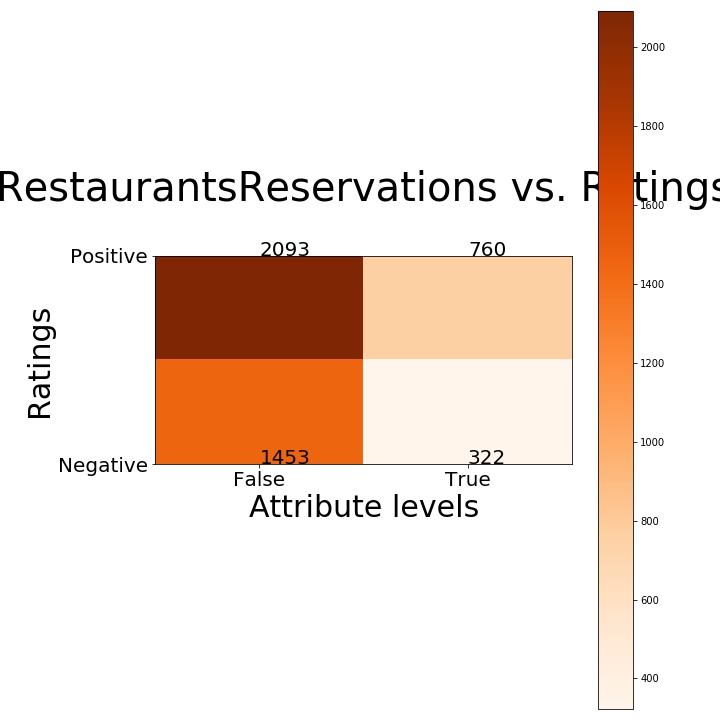 RestaurantsReservations vs. Ratings
Positive
2093
760
Ratings
Negative
1453
322
False
True
Attribute levels
2000
1800
1600
1400
1200
1000
800
600
400